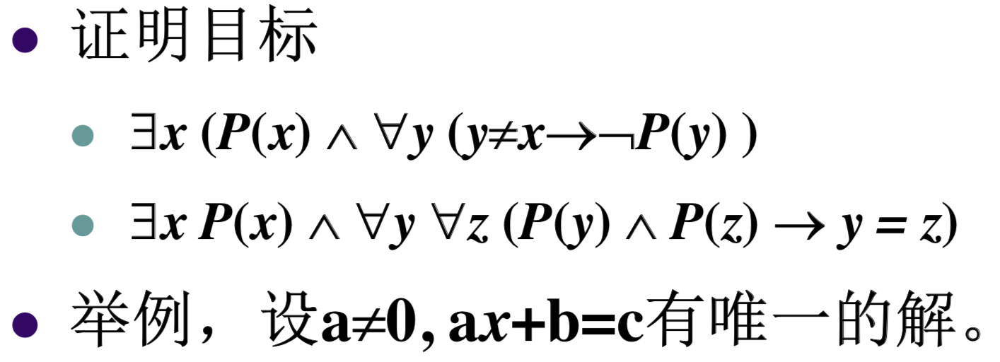 ● 证明目标
● ∃x (P(x) ∧ ∀y (y≠x→¬P(y) )
● ∃x P(x) ∧ ∀y ∀z (P(y) ∧ P(z) → y = z)
● 举例，设a≠0, ax+b=c有唯一的解。